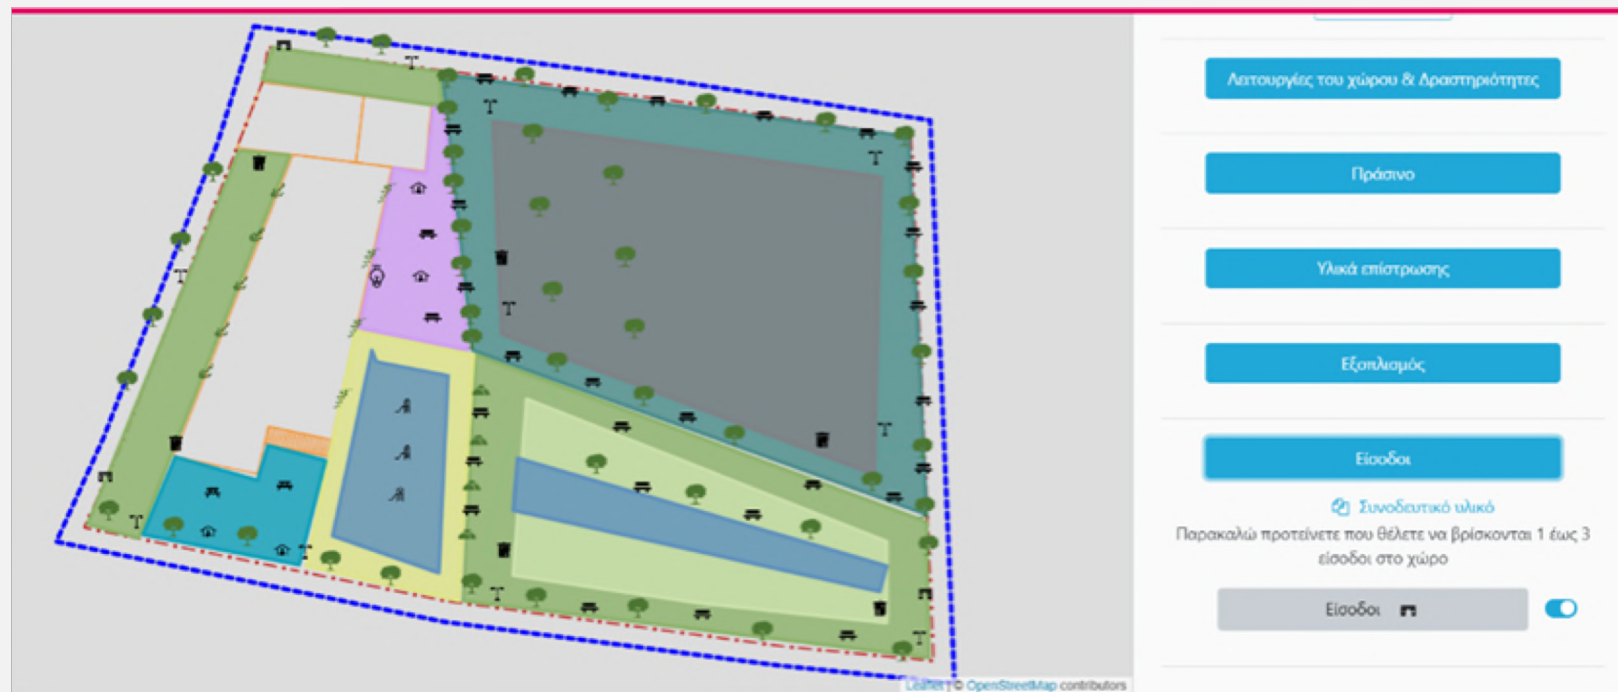 Λειτουργίες του χώρου & Δραστηριότητες
Πράσινο
Υλικά επίστρωσης
Εξοπλισμός
Είσοδοι
Συνοδευτικό υλικό
Παρακαλώ προτείνετε που θέλετε να βρίσκονται 1 έως 3
είσοδοι στο χώρο
Είσοδοι
Leaflet | © OpenStreetMap contributors